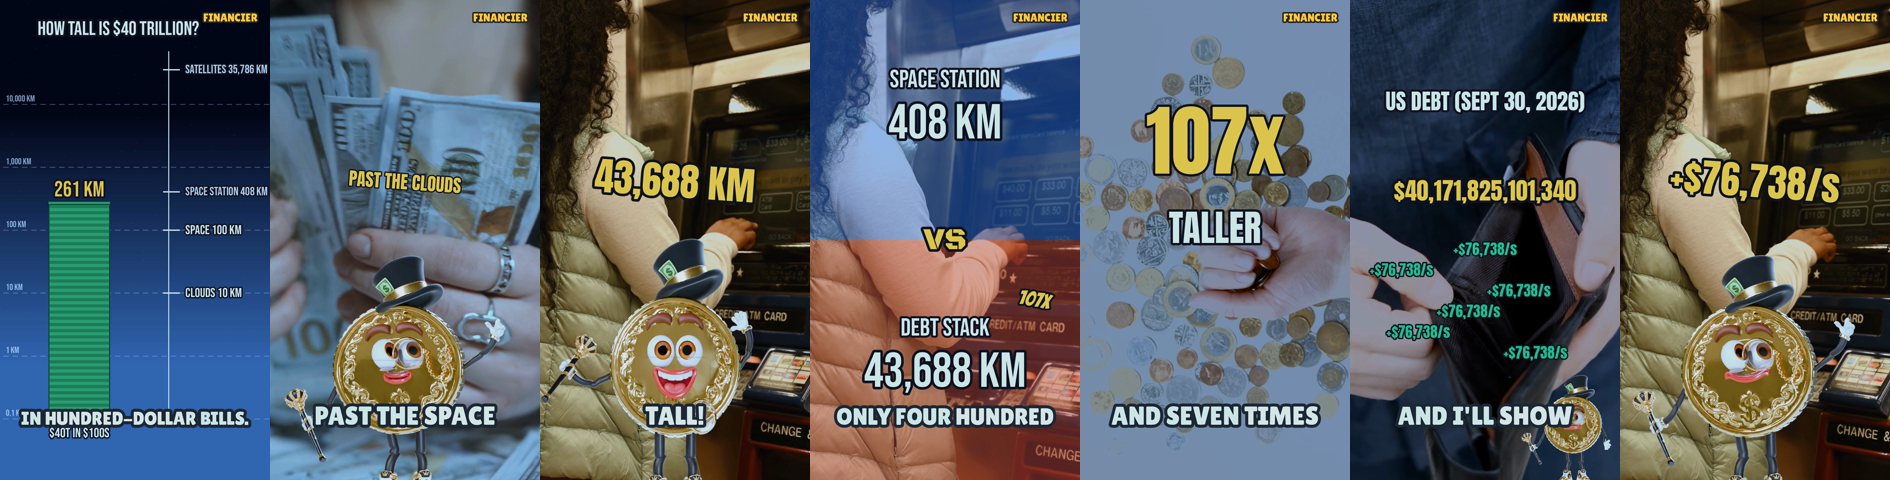 HOW TALL IS $40 TRILLION?
FINANCIER
SATELLITES 35,786 KM
10,000 KM
1,000 KM
261 KM
SPACE STATION 408 KM
100 KM
SPACE 100 KM
10 KM
CLOUDS 10 KM
1 KM
IN HUNDRED-DOLLAR BILLS.
$40T IN $100S
FINANCIER
PAST THE CLOUDS
PAST THE SPACE
FINANCIER
43,688 KM
TALL!
FINANCIER
SPACE STATION
408 KM
VS
107X
DEBT STACK
CREDIT/ATM CARD
43,688 KM
ONLY FOUR HUNDRED
CHANGE &
FINANCIER
107X
TALLER
AND SEVEN TIMES
FINANCIER
US DEBT (SEPT 30, 2026)
$40,171,825,101,340
+$76,738/s
+$76,738/s
+$76,738/s
+$76,738/s
+$76,738/s
+$76,738/s
AND I'LL SHOW
FINANCIER
+$76,738/s
CREDIT/ATM CARD
CHANGE &